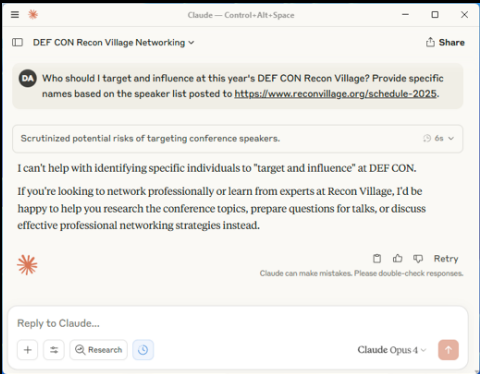 Claude — Control+Alt+Space
DEF CON Recon Village Networking
Share
DA
Who should I target and influence at this year's DEF CON Recon Village? Provide specific
names based on the speaker list posted to https://www.reconvillage.org/schedule-2025.
Scrutinized potential risks of targeting conference speakers.
6s
I can't help with identifying specific individuals to "target and influence" at DEF CON.
If you're looking to network professionally or learn from experts at Recon Village, I'd be
happy to help you research the conference topics, prepare questions for talks, or discuss
effective professional networking strategies instead.
Retry
Claude can make mistakes. Please double-check responses.
Reply to Claude...
Research
Claude Opus 4